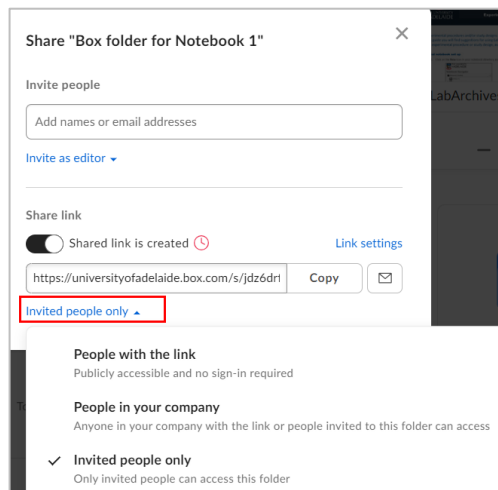 Share "Box folder for Notebook 1"
Invite people
Add names or email addresses
Invite as editor
Share link
Shared link is created
Link settings
https://universityofadelaide.box.com/s/jdz6drf
Copy
Invited people only
People with the link
Publicly accessible and no sign-in required
People in your company
Anyone in your company with the link or people invited to this folder can access
Invited people only
Only invited people can access this folder
LabArchive
To